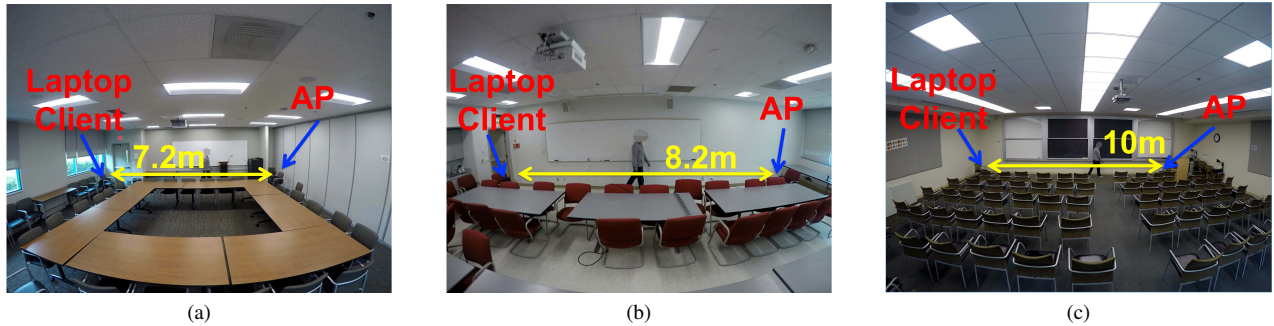 Laptop
Client
AP
7.2m
(a)
Laptop
Client
AP
8.2m
(b)
Laptop
Client
AP
10m
(c)